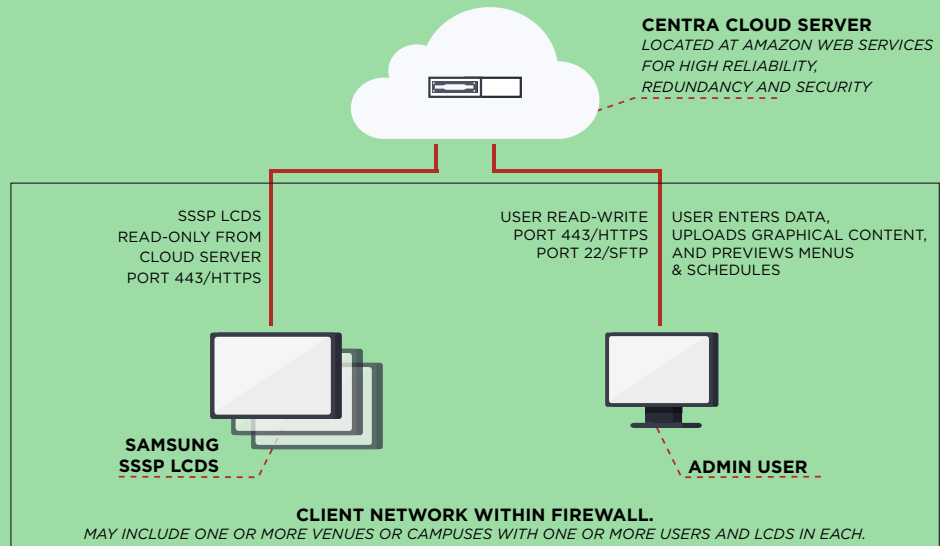 CENTRA CLOUD SERVER
LOCATED AT AMAZON WEB SERVICES
FOR HIGH RELIABILITY,
REDUNDANCY AND SECURITY
SSSP LCDS
READ-ONLY FROM
CLOUD SERVER
PORT 443/HTTPS
USER READ-WRITE
PORT 443/HTTPS
PORT 22/SFTP
USER ENTERS DATA,
UPLOADS GRAPHICAL CONTENT,
AND PREVIEWS MENUS
& SCHEDULES
SAMSUNG
SSSP LCDS
ADMIN USER
CLIENT NETWORK WITHIN FIREWALL.
MAY INCLUDE ONE OR MORE VENUES OR CAMPUSES WITH ONE OR MORE USERS AND LCDS IN EACH.